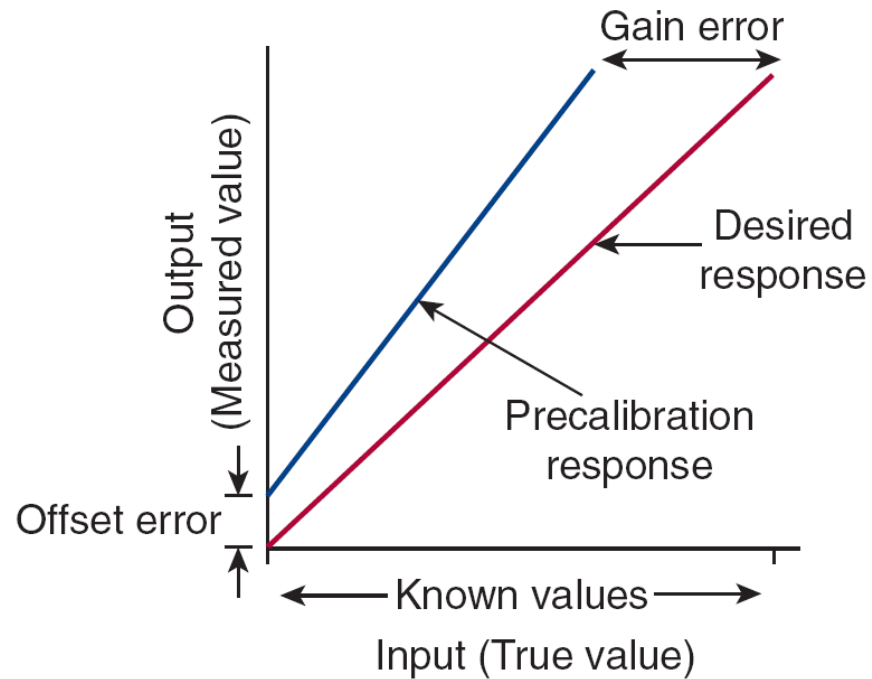 Gain error
Output
(Measured value)
Desired
response
Precalibration
response
Offset error
Known values
Input (True value)